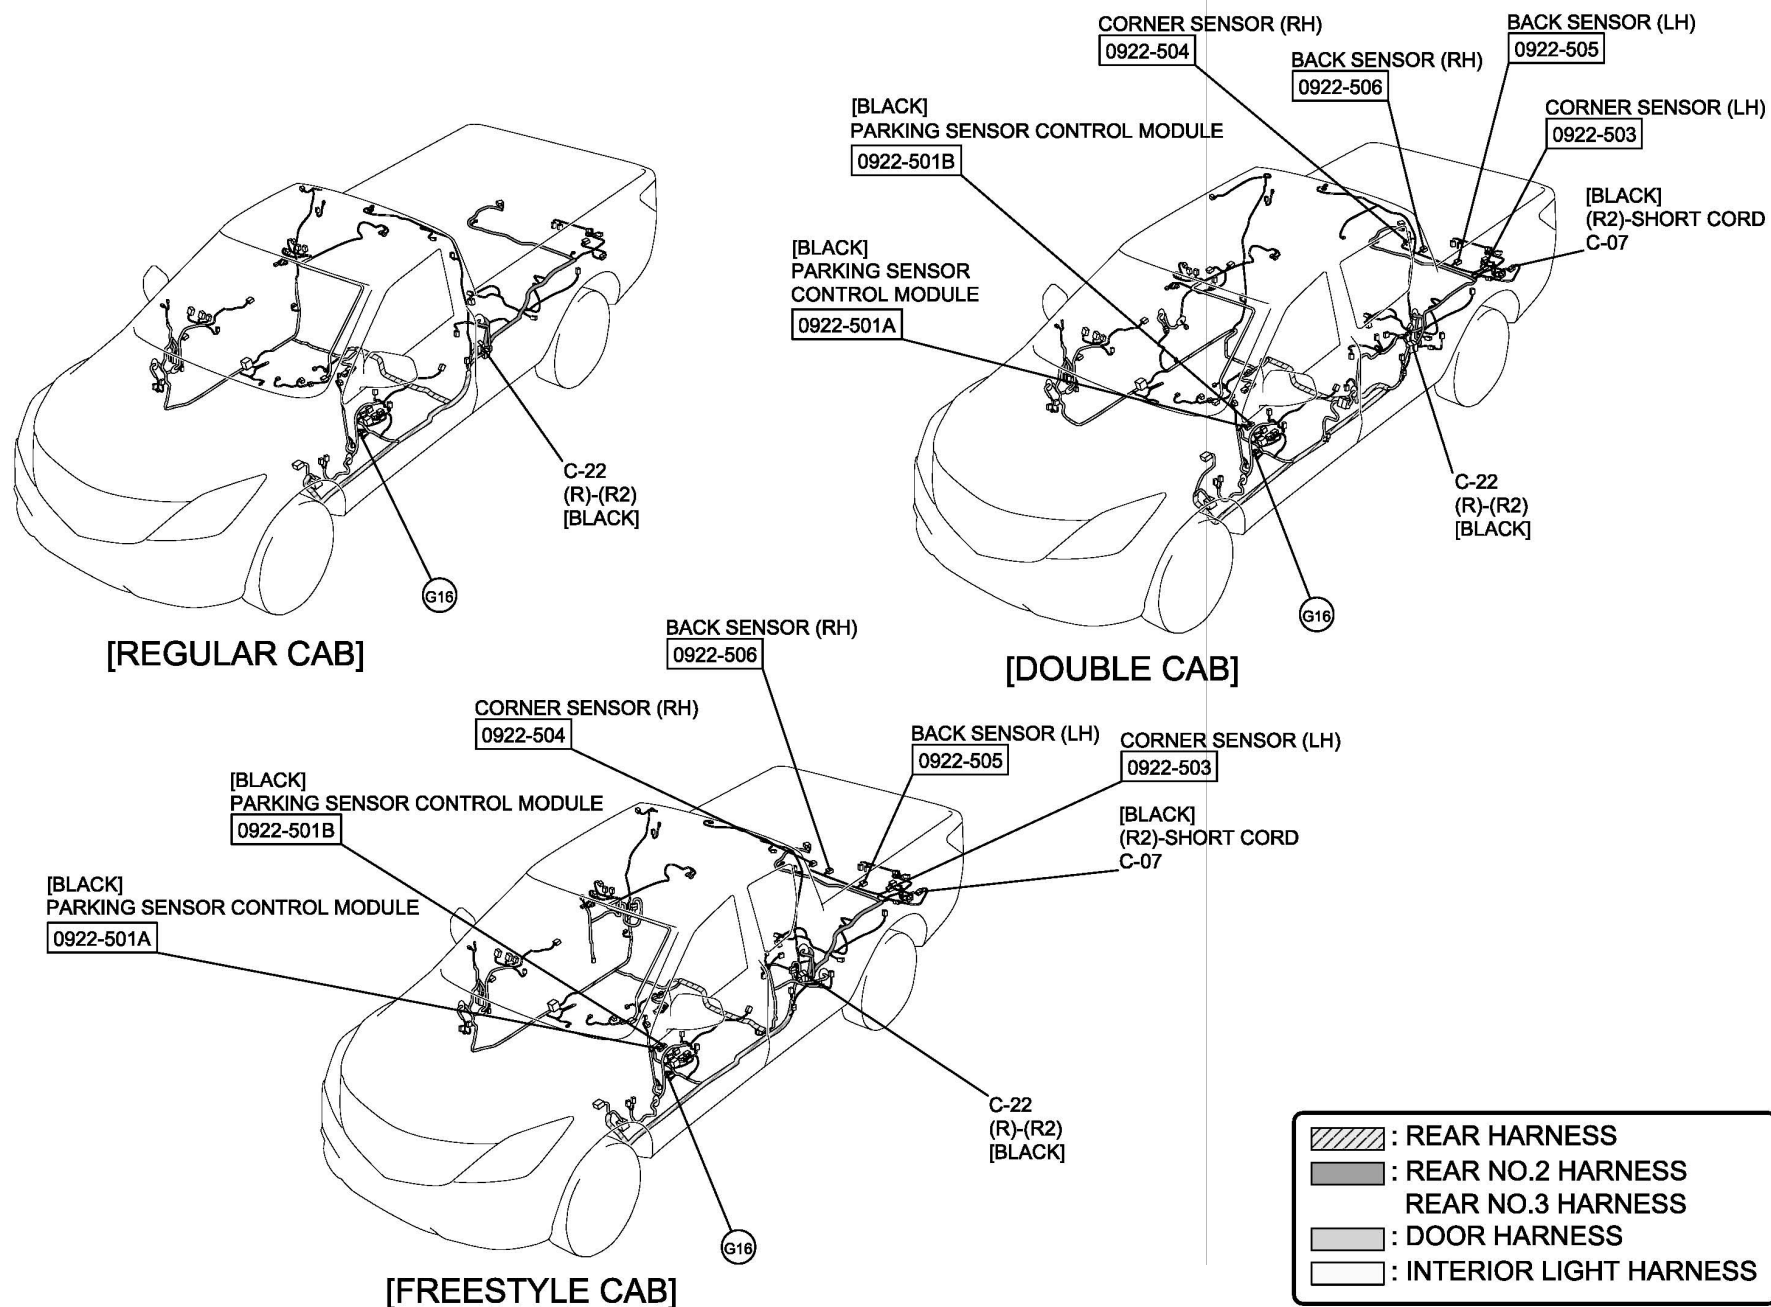 CORNER SENSOR (RH)
0922-504
BACK SENSOR (LH)
0922-505
BACK SENSOR (RH)
0922-506
CORNER SENSOR (LH)
0922-503
[BLACK]
PARKING SENSOR CONTROL MODULE
0922-501B
[BLACK]
(R2)-SHORT CORD
C-07
[BLACK]
PARKING SENSOR
CONTROL MODULE
0922-501A
C-22
(R)-(R2)
[BLACK]
G16
[REGULAR CAB]
C-22
(R)-(R2)
[BLACK]
G16
[DOUBLE CAB]
BACK SENSOR (RH)
0922-506
CORNER SENSOR (RH)
0922-504
BACK SENSOR (LH)
0922-505
CORNER SENSOR (LH)
0922-503
[BLACK]
PARKING SENSOR CONTROL MODULE
0922-501B
[BLACK]
(R2)-SHORT CORD
C-07
[BLACK]
PARKING SENSOR CONTROL MODULE
0922-501A
C-22
(R)-(R2)
[BLACK]
G16
[FREESTYLE CAB]
: REAR HARNESS
: REAR NO.2 HARNESS
REAR NO.3 HARNESS
: DOOR HARNESS
: INTERIOR LIGHT HARNESS